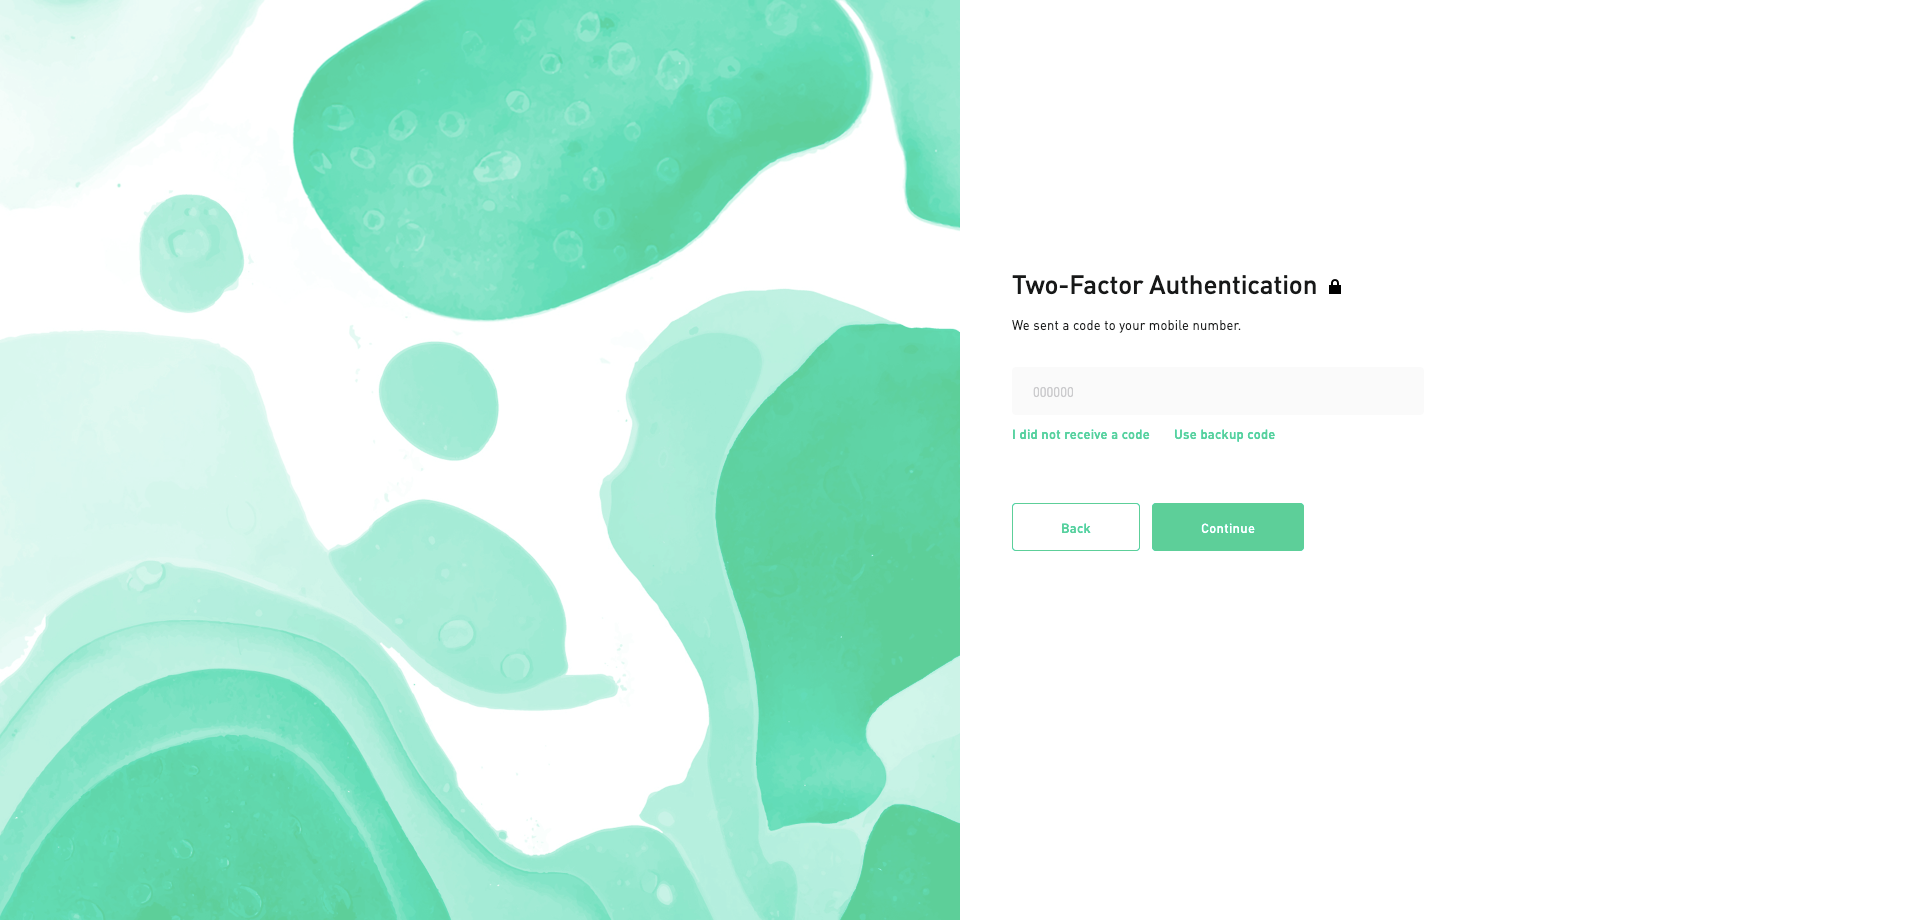 Two-Factor Authentication
We sent a code to your mobile number.
000000
I did not receive a code Use backup code
Back Continue